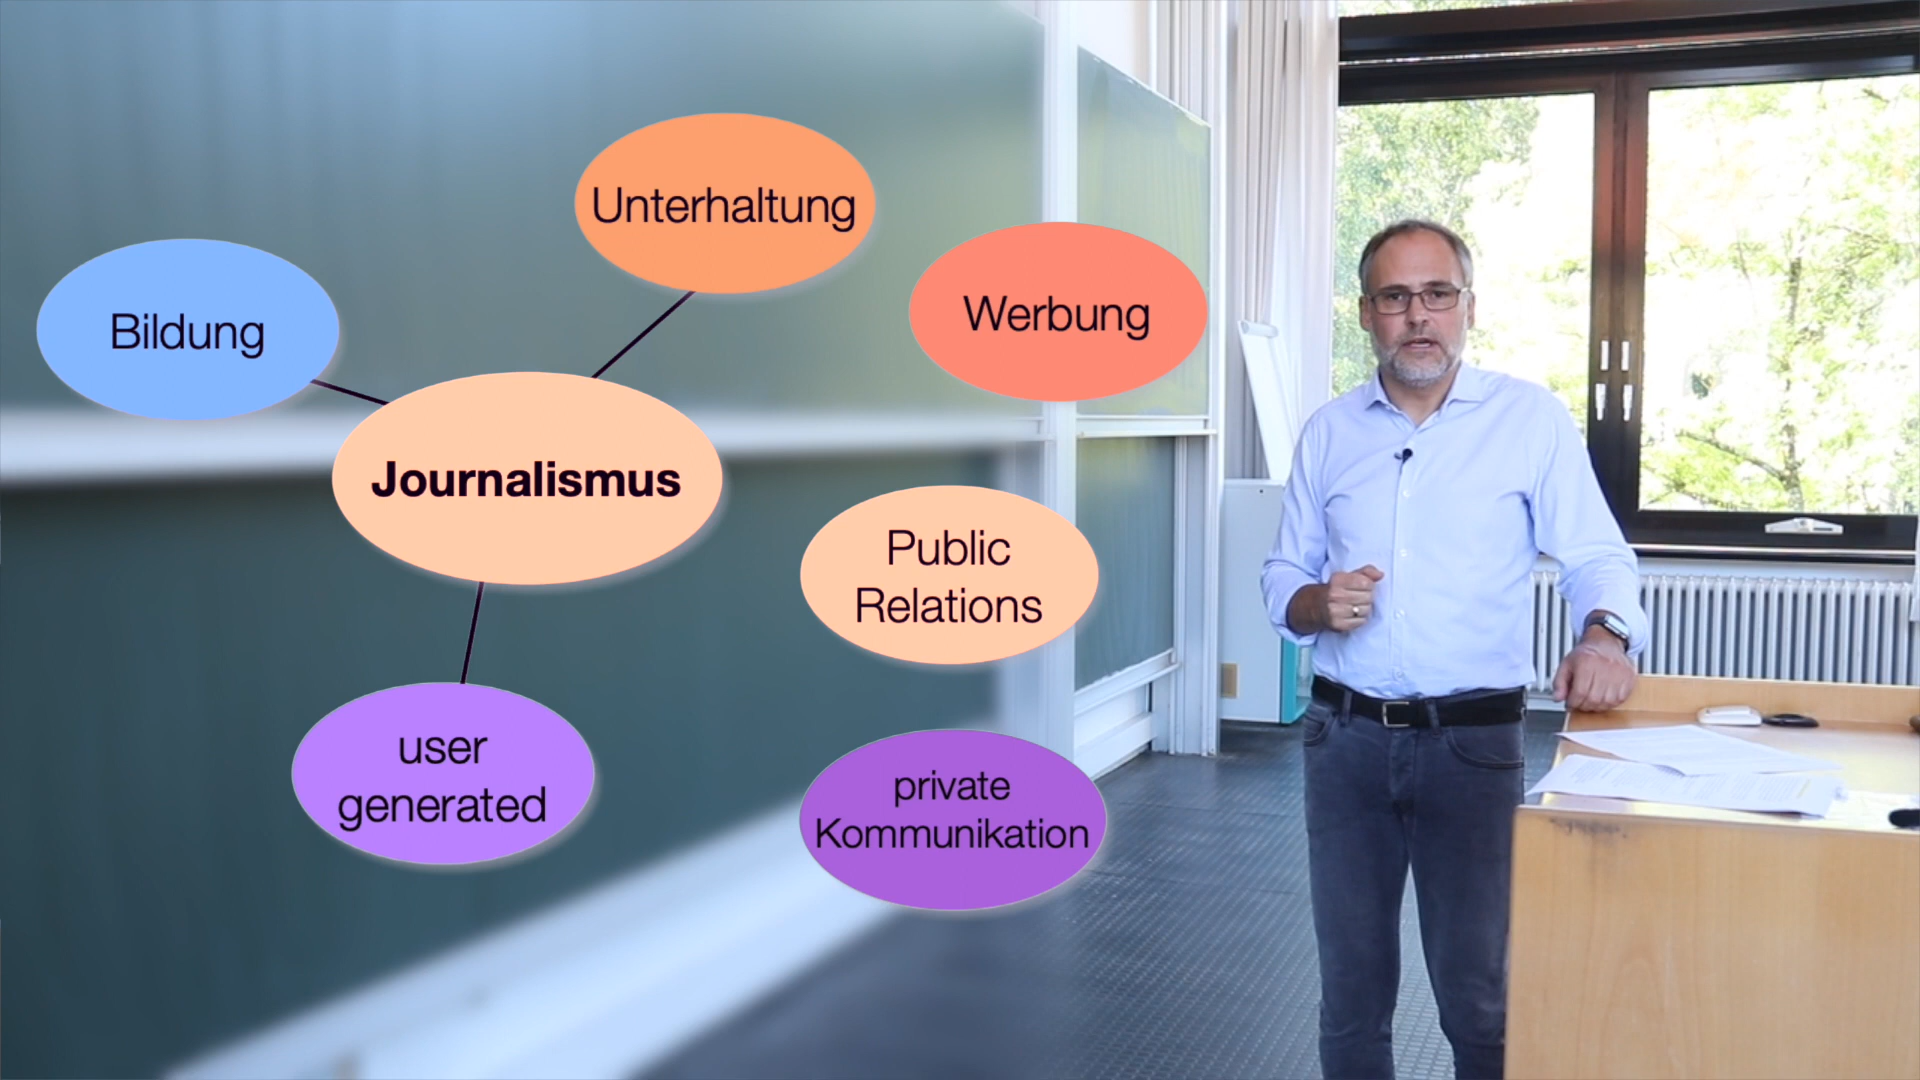 Unterhaltung
Bildung
Werbung
Journalismus
Public
Relations
user
generated
private
Kommunikation